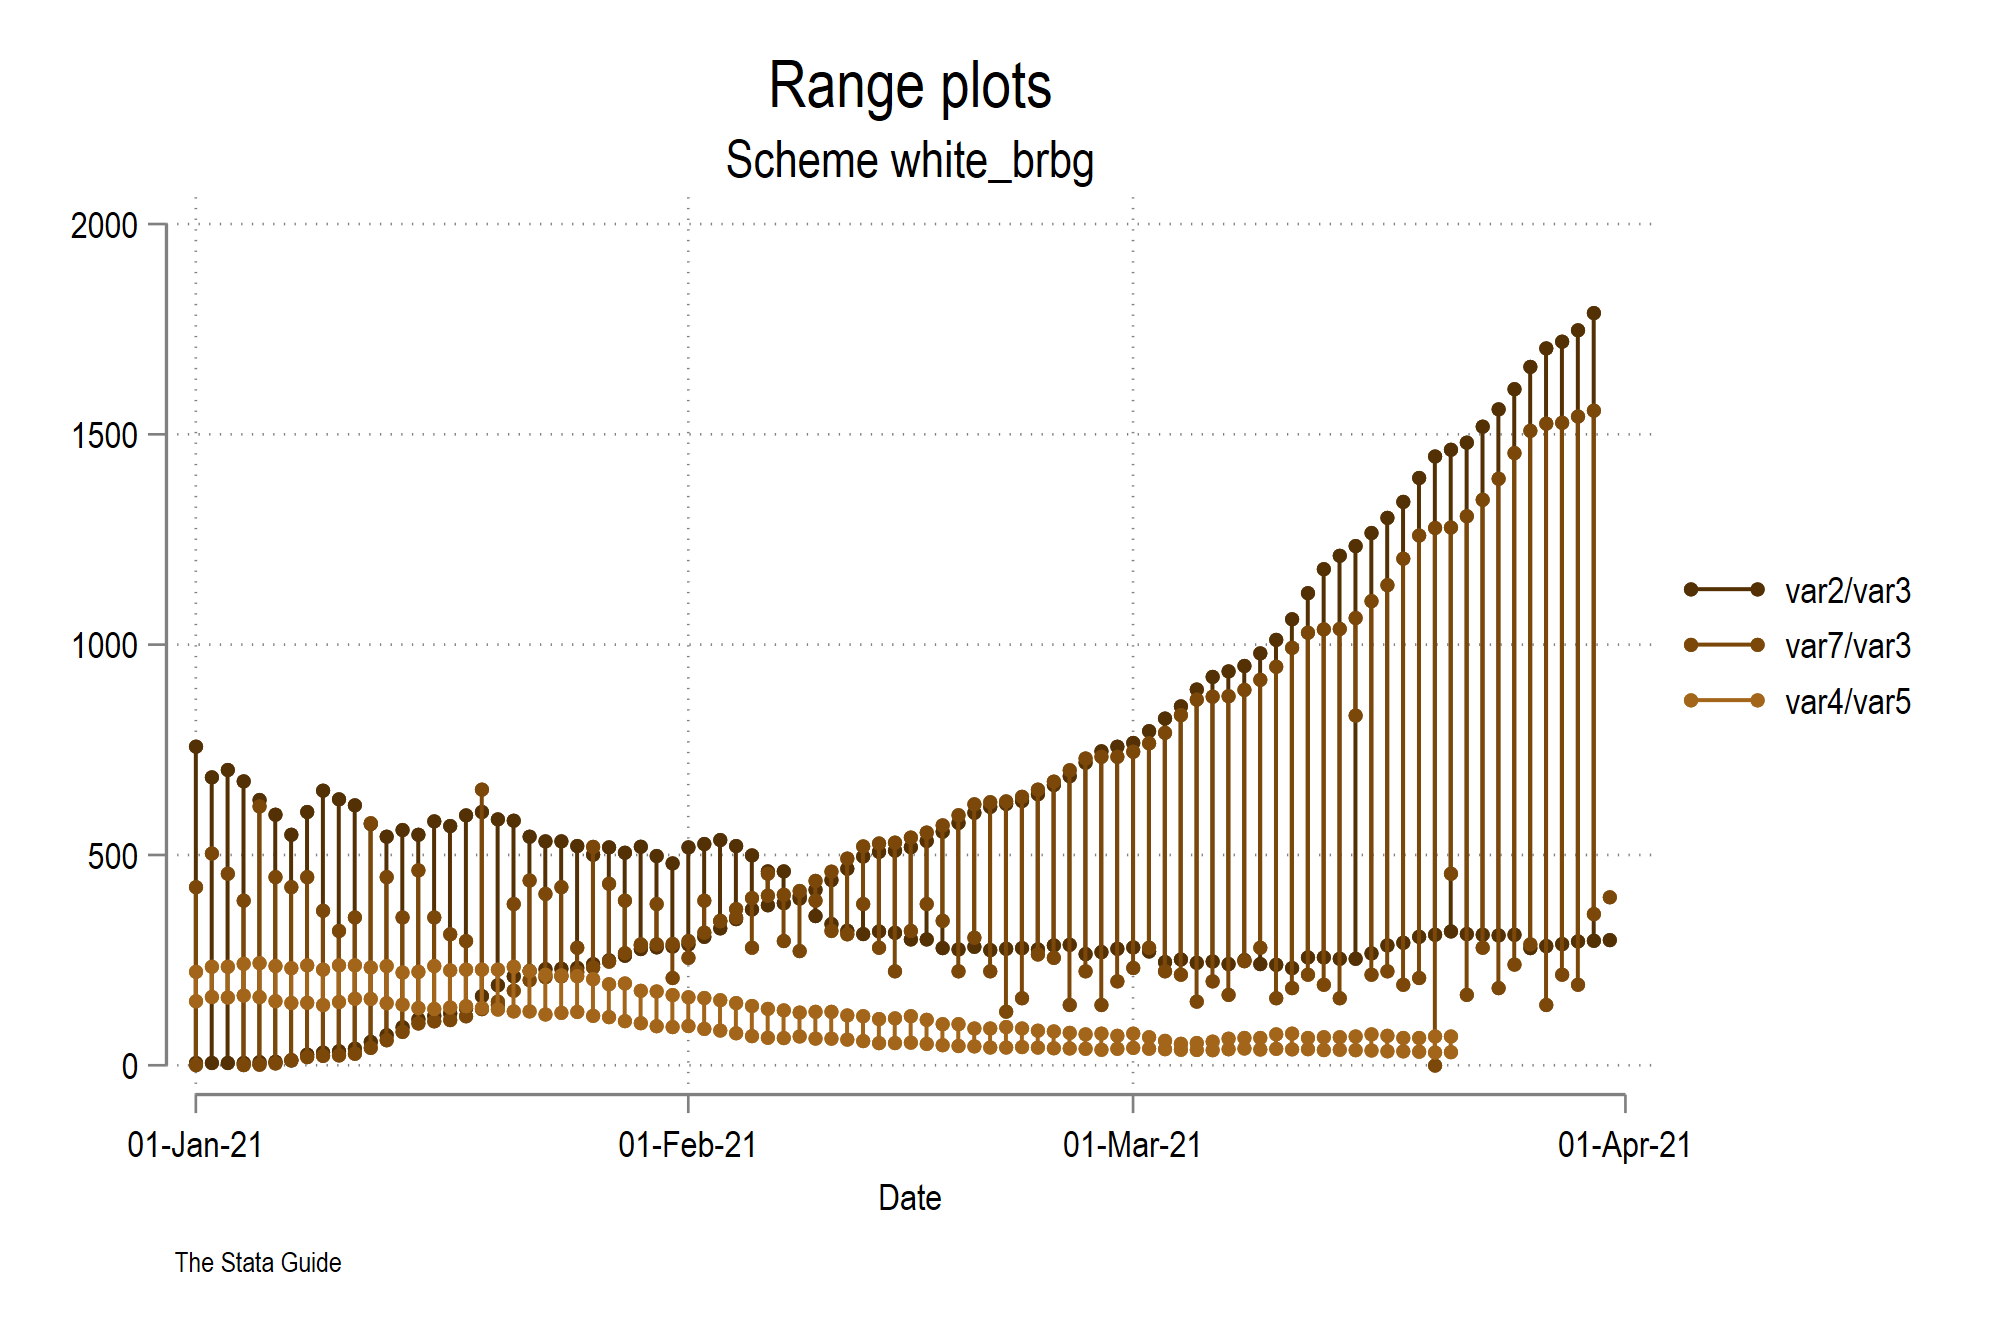 Range plots
Scheme white_brbg
2000
1500
1000
500
0
01-Jan-21
01-Feb-21
01-Mar-21
01-Apr-21
Date
var2/var3
var7/var3
var4/var5
The Stata Guide